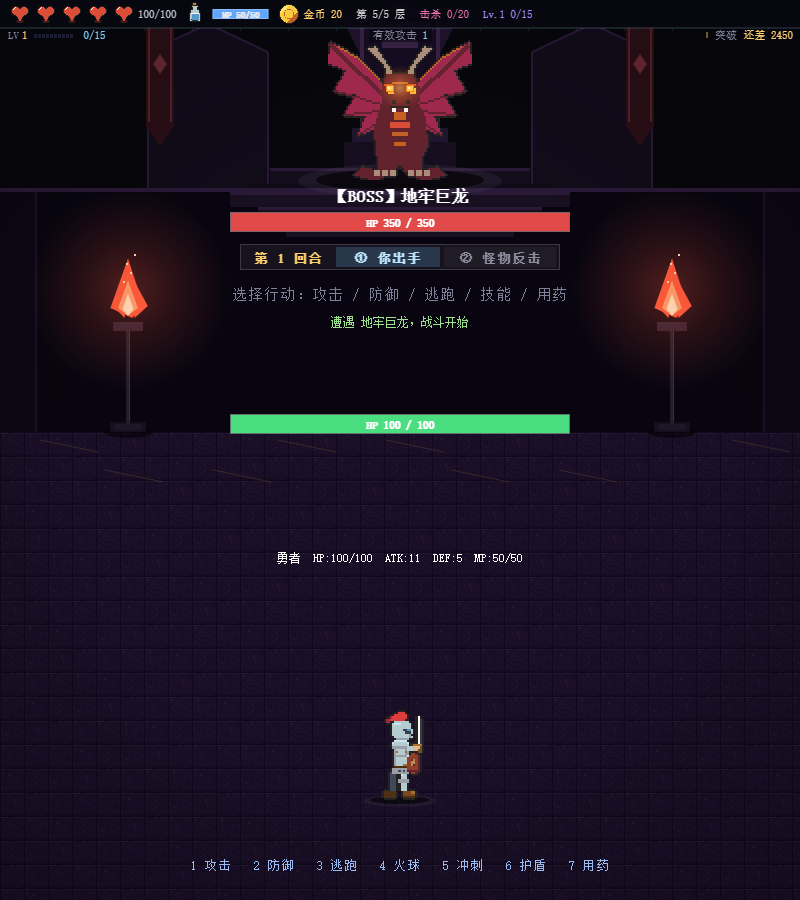 100/100 MP 50/50 金币 20 第 5/5 层 击杀 0/20 Lv.1 0/15
LV 1 0/15 有效攻击 1 突破 还差 2450
【BOSS】地牢巨龙
HP 350 / 350
第 1 回合 ① 你出手 ② 怪物反击
选择行动: 攻击 / 防御 / 逃跑 / 技能 / 用药
遭遇 地牢巨龙，战斗开始
HP 100 / 100
勇者 HP:100/100 ATK:11 DEF:5 MP:50/50
1 攻击 2 防御 3 逃跑 4 火球 5 冲刺 6 护盾 7 用药